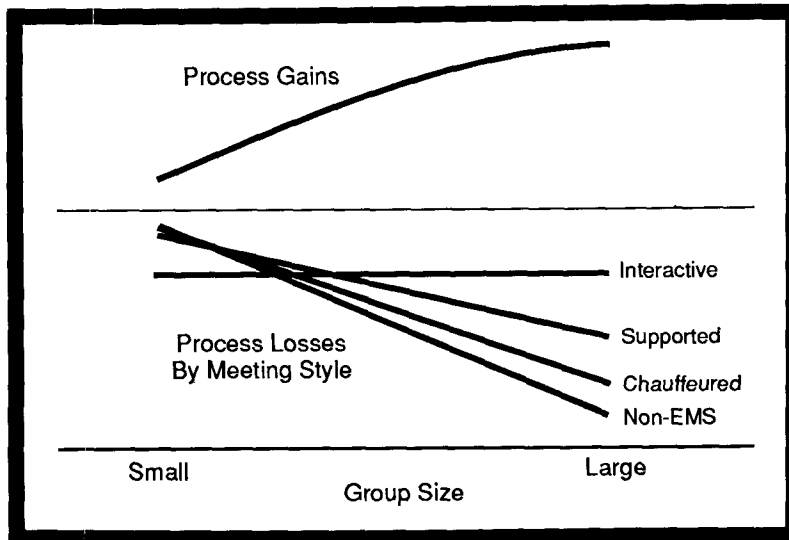 Process Gains
Interactive
Supported
Process Losses
By Meeting Style
Chauffeured
Non-EMS
Small
Large
Group Size